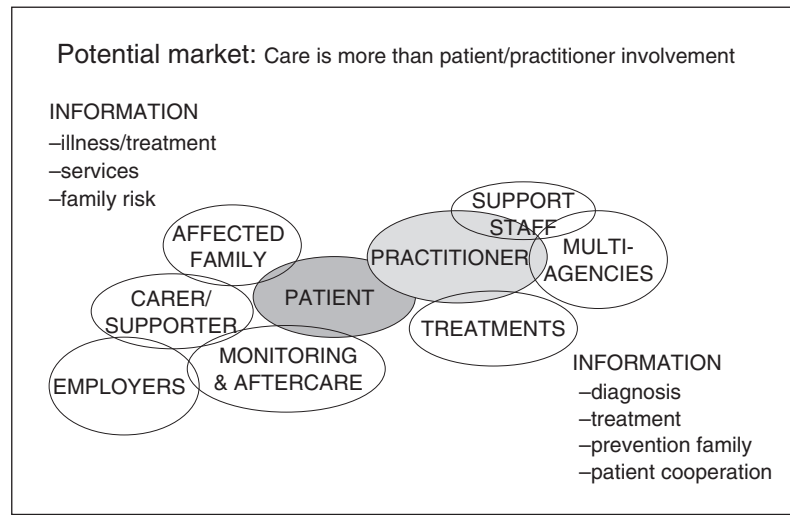 Potential market: Care is more than patient/practitioner involvement
INFORMATION
–illness/treatment
–services
–family risk
AFFECTED
FAMILY
CARER/
SUPPORTER
EMPLOYERS
MONITORING
& AFTERCARE
PATIENT
PRACTITIONER
SUPPORT
STAFF
MULTI-
AGENCIES
TREATMENTS
INFORMATION
–diagnosis
–treatment
–prevention family
–patient cooperation